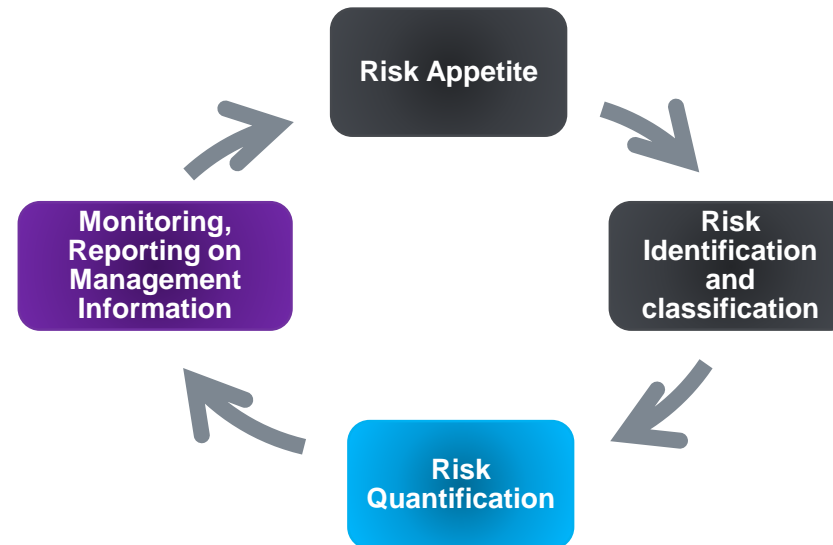 Risk Appetite
Risk
Identification
and
classification
Risk
Quantification
Monitoring,
Reporting on
Management
Information